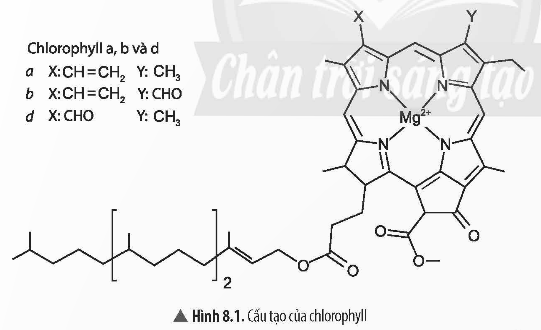 Chân trời sáng tạo
Chlorophyll a, b và d
a X:CH=CH₂ Y: CH₃
b X:CH=CH₂ Y: CHO
d X: CHO Y: CH₃
X
Y
N
N
Mg²⁺
N
N
2
O
O
O
O
O
▲ Hình 8.1. Cấu tạo của chlorophyll